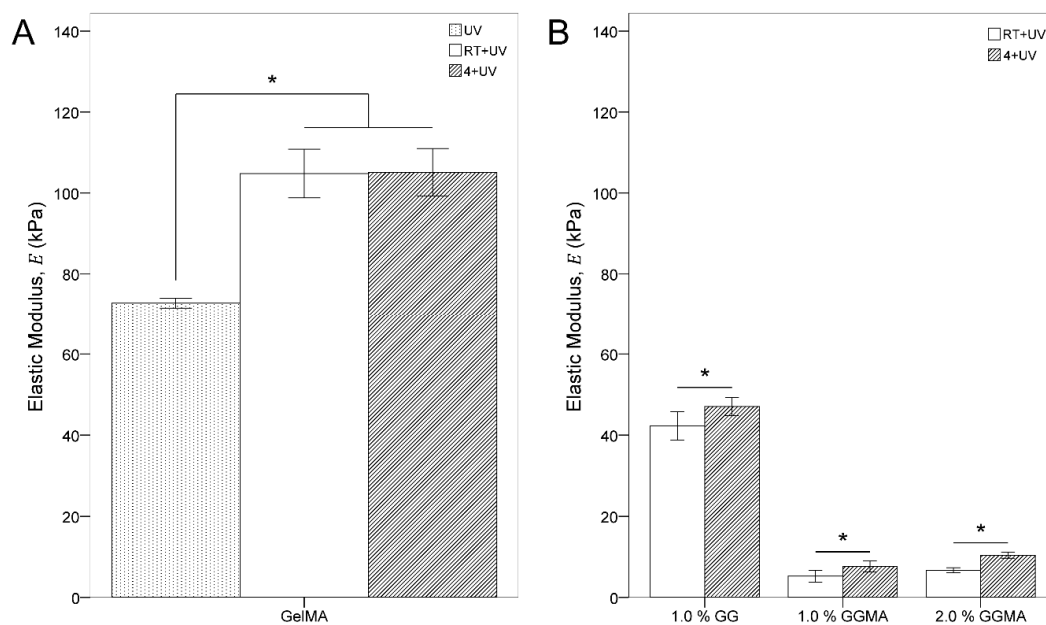 A
UV
RT+UV
4+UV
*
Elastic Modulus, E (kPa)
140
120
100
80
60
40
20
0
GelMA
B
RT+UV
4+UV
*
*
*
Elastic Modulus, E (kPa)
140
120
100
80
60
40
20
0
1.0 % GG
1.0 % GGMA
2.0 % GGMA